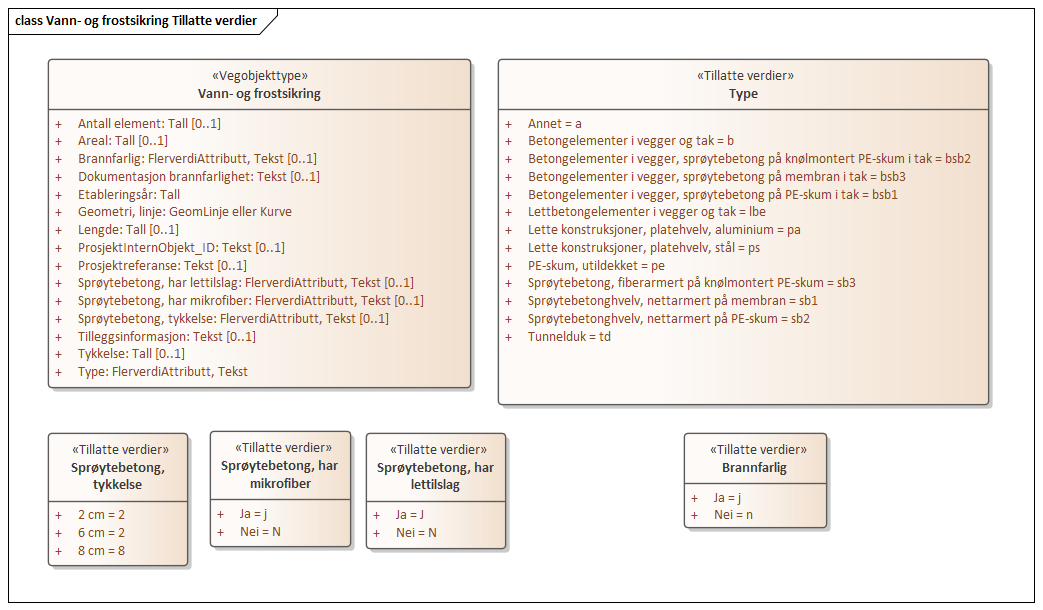 class Vann- og frostsikring Tillatte verdier
«Vegobjekttype»
Vann- og frostsikring
+ Antall element: Tall [0..1]
+ Areal: Tall [0..1]
+ Brannfarlig: FlerverdiAttributt, Tekst [0..1]
+ Dokumentasjon brannfarlighet: Tekst [0..1]
+ Etableringsår: Tall
+ Geometri, linje: GeomLinje eller Kurve
+ Lengde: Tall [0..1]
+ ProsjektInternObjekt_ID: Tekst [0..1]
+ Prosjektreferanse: Tekst [0..1]
+ Sprøytebetong, har lettilslag: FlerverdiAttributt, Tekst [0..1]
+ Sprøytebetong, har mikrofiber: FlerverdiAttributt, Tekst [0..1]
+ Sprøytebetong, tykkelse: FlerverdiAttributt, Tekst [0..1]
+ Tilleggsinformasjon: Tekst [0..1]
+ Tykkelse: Tall [0..1]
+ Type: FlerverdiAttributt, Tekst
«Tillatte verdier»
Type
+ Annet = a
+ Betongelementer i vegger og tak = b
+ Betongelementer i vegger, sprøytebetong på knølmontert PE-skum i tak = bsb2
+ Betongelementer i vegger, sprøytebetong på membran i tak = bsb3
+ Betongelementer i vegger, sprøytebetong på PE-skum i tak = bsb1
+ Lettbetongelementer i vegger og tak = lbe
+ Lette konstruksjoner, platehvelv, aluminium = pa
+ Lette konstruksjoner, platehvelv, stål = ps
+ PE-skum, utildekket = pe
+ Sprøytebetong, fiberarmert på knølmontert PE-skum = sb3
+ Sprøytebetonghvelv, nettarmert på membran = sb1
+ Sprøytebetonghvelv, nettarmert på PE-skum = sb2
+ Tunnelduk = td
«Tillatte verdier»
Sprøytebetong,
tykkelse
+ 2 cm = 2
+ 6 cm = 2
+ 8 cm = 8
«Tillatte verdier»
Sprøytebetong, har
mikrofiber
+ Ja = j
+ Nei = N
«Tillatte verdier»
Sprøytebetong, har
lettilslag
+ Ja = J
+ Nei = N
«Tillatte verdier»
Brannfarlig
+ Ja = j
+ Nei = n